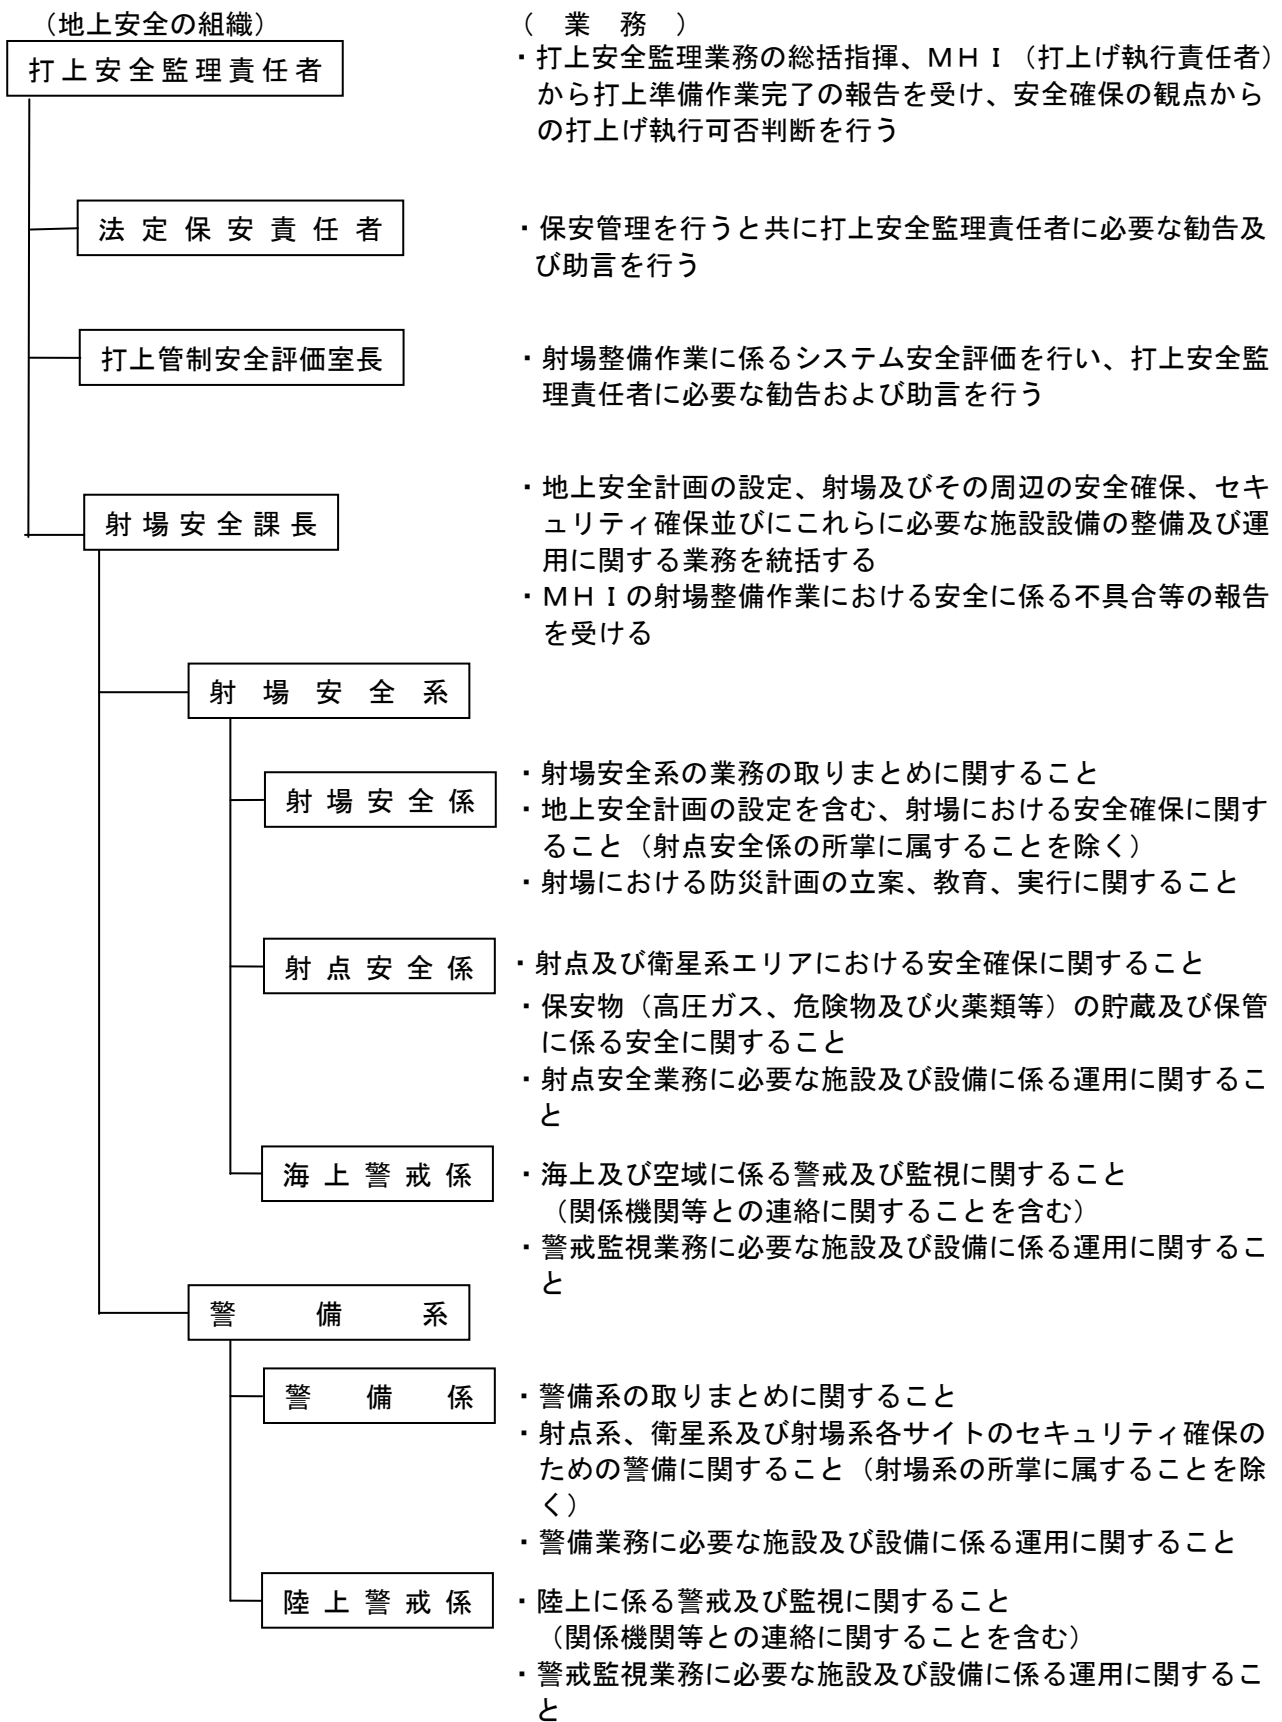 （地上安全の組織）
（　業　務　）
打上安全監理責任者
・打上安全監理業務の総括指揮、ＭＨＩ（打上げ執行責任者）
から打上準備作業完了の報告を受け、安全確保の観点から
の打上げ執行可否判断を行う
法定保安責任者
・保安管理を行うと共に打上安全監理責任者に必要な勧告及
び助言を行う
打上管制安全評価室長
・射場整備作業に係るシステム安全評価を行い、打上安全監
理責任者に必要な勧告および助言を行う
射場安全課長
・地上安全計画の設定、射場及びその周辺の安全確保、セキ
ュリティ確保並びにこれらに必要な施設設備の整備及び運
用に関する業務を統括する
・ＭＨＩの射場整備作業における安全に係る不具合等の報告
を受ける
射場安全系
射場安全係
・射場安全系の業務の取りまとめに関すること
・地上安全計画の設定を含む、射場における安全確保に関す
ること（射点安全係の所掌に属することを除く）
・射場における防災計画の立案、教育、実行に関すること
射点安全係
・射点及び衛星系エリアにおける安全確保に関すること
・保安物（高圧ガス、危険物及び火薬類等）の貯蔵及び保管
に係る安全に関すること
・射点安全業務に必要な施設及び設備に係る運用に関するこ
と
海上警戒係
・海上及び空域に係る警戒及び監視に関すること
（関係機関等との連絡に関することを含む）
・警戒監視業務に必要な施設及び設備に係る運用に関するこ
と
警備系
警備係
・警備系の取りまとめに関すること
・射点系、衛星系及び射場系各サイトのセキュリティ確保の
ための警備に関すること（射場系の所掌に属することを除
く）
・警備業務に必要な施設及び設備に係る運用に関すること
陸上警戒係
・陸上に係る警戒及び監視に関すること
（関係機関等との連絡に関することを含む）
・警戒監視業務に必要な施設及び設備に係る運用に関するこ
と